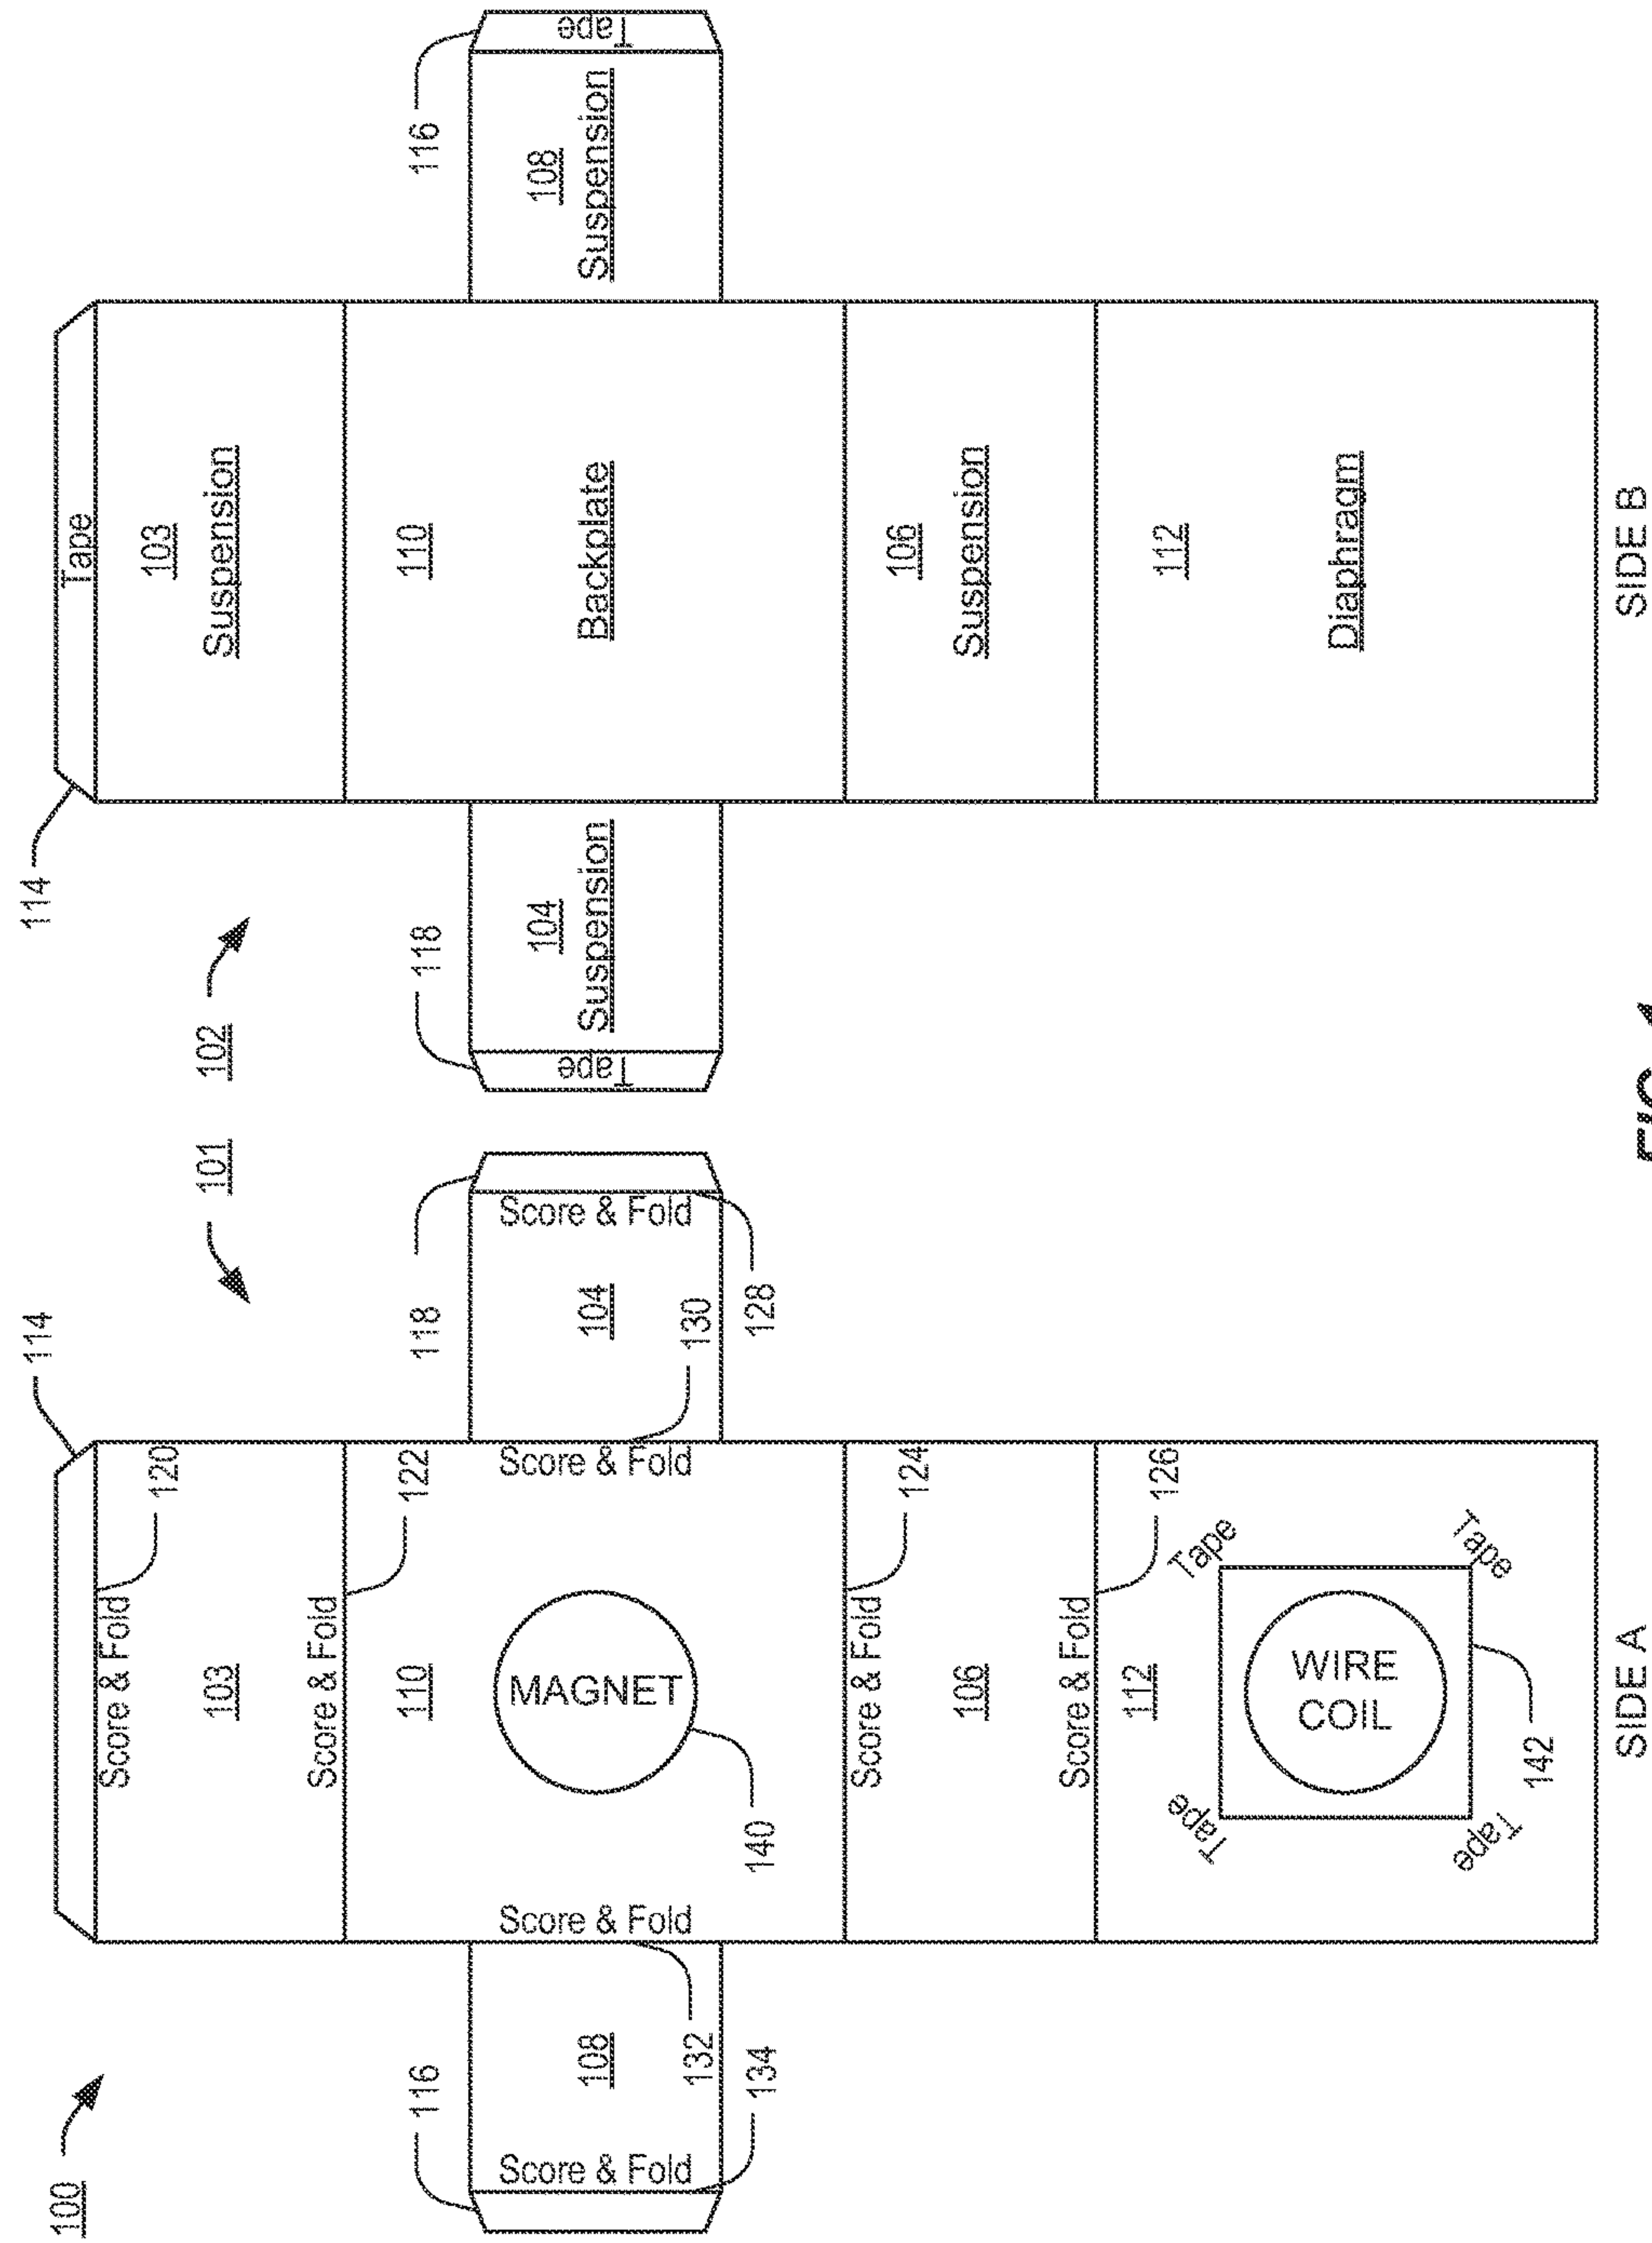 100
101
102
114
Score & Fold
120
103
Score & Fold
122
116
110
118
Score & Fold
108
132
134
Score & Fold
MAGNET
140
Score & Fold
130
104
Score & Fold
128
Score & Fold
124
106
Score & Fold
126
112
Tape
Tape
WIRE
COIL
Tape
Tape
142
SIDE A
114
Tape
103
Suspension
118
110
116
Tape
104
Suspension
Backplate
108
Suspension
Tape
106
Suspension
112
Diaphragm
SIDE B
FIG.